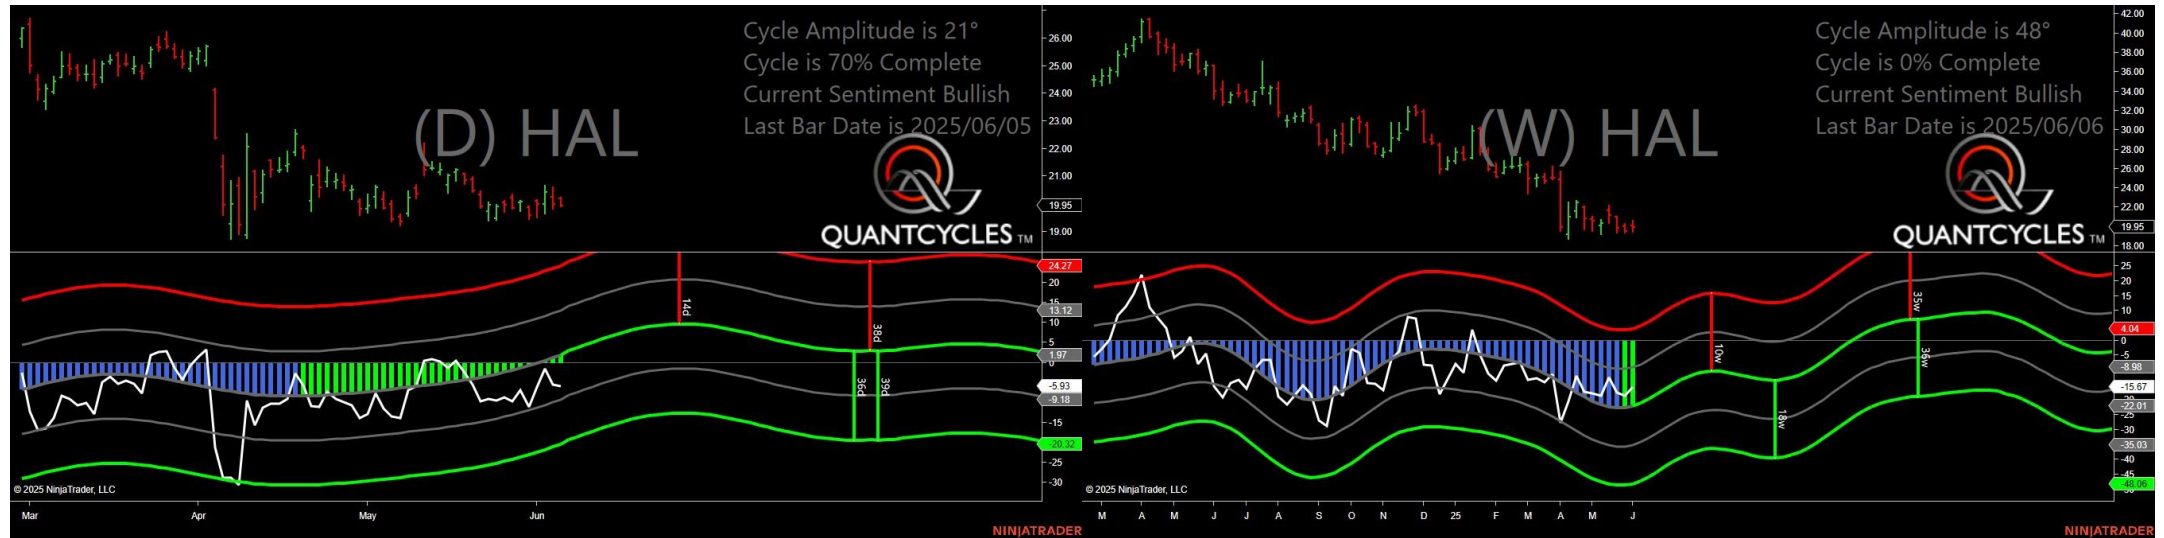 Cycle Amplitude is 21°
Cycle is 70% Complete
Current Sentiment Bullish
Last Bar Date is 2025/06/05
(D) HAL
QUANTCYCLES TM
26.00
25.00
24.00
23.00
22.00
21.00
19.95
19.00
24.27
20
15
13.12
10
5
1.97
0
-5.93
-9.18
-15
-20.32
-25
-30
14d
38d
36d
39d
© 2025 NinjaTrader, LLC
Mar
Apr
May
Jun
NINJATRADER
Cycle Amplitude is 48°
Cycle is 0% Complete
Current Sentiment Bullish
Last Bar Date is 2025/06/06
(W) HAL
QUANTCYCLES TM
42.00
40.00
38.00
36.00
34.00
32.00
30.00
28.00
26.00
24.00
22.00
19.95
18.00
25
20
15
10
4.04
0
-5
-8.98
-15.67
-22.01
-25
-30
-35.03
-40
-45
-48.06
10w
18w
35w
36w
© 2025 NinjaTrader, LLC
M A M J J A S O N D 25 F M A M J
NINJATRADER